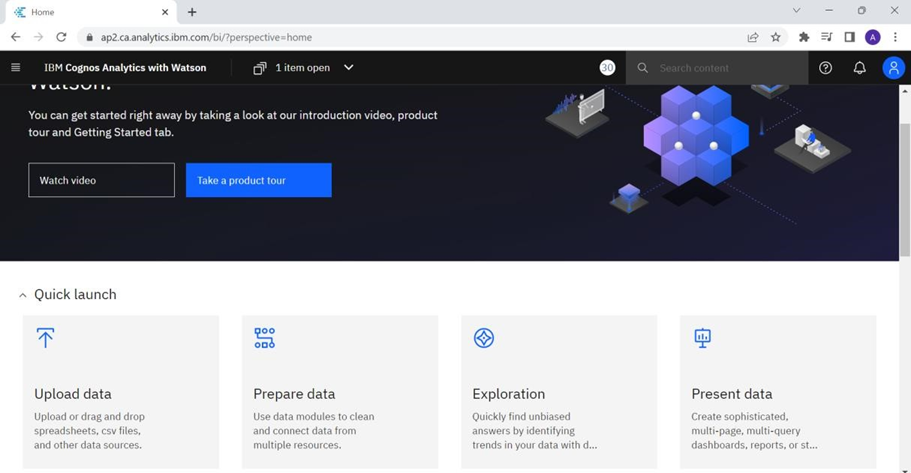 Home
ap2.ca.analytics.ibm.com/bi/?perspective=home
A
IBM Cognos Analytics with Watson
1 item open
30
Search content
Watson.
You can get started right away by taking a look at our introduction video, product
tour and Getting Started tab.
Watch video
Take a product tour
Quick launch
Upload data
Upload or drag and drop
spreadsheets, csv files,
and other data sources.
Prepare data
Use data modules to clean
and connect data from
multiple resources.
Exploration
Quickly find unbiased
answers by identifying
trends in your data with d...
Present data
Create sophisticated,
multi-page, multi-query
dashboards, reports, or st...